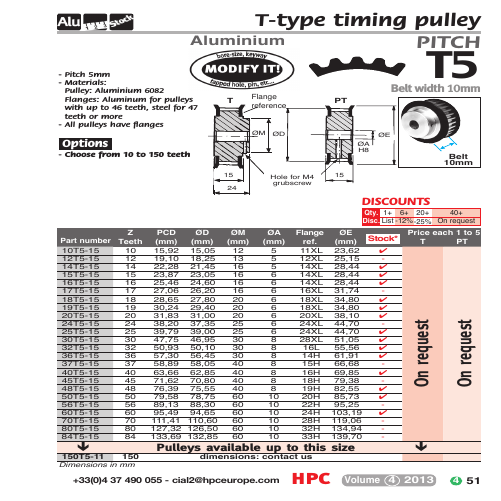 Alu Stock
T-type timing pulley
Aluminium
PITCH
T5
Belt width 10mm
bore-size, keyway
MODIFY IT!
tapped hole, pin, etc...
- Pitch 5mm
- Materials:
Pulley: Aluminium 6082
Flanges: Aluminum for pulleys
with up to 46 teeth, steel for 47
teeth or more
- All pulleys have flanges
Options
- Choose from 10 to 150 teeth
T
Flange
reference
PT
ØM
ØD
ØE
ØA
H8
15
24
Hole for M4
grubscrew
15
Belt
10mm
DISCOUNTS
Qty. 1+ 6+ 20+ 40+
Disc. List -12% -25% On request
Part number Z Teeth PCD (mm) ØD (mm) ØM (mm) ØA (mm) Flange ref. ØE (mm) Stock* Price each 1 to 5 T PT
10T5-15 10 15,92 15,05 12 5 11XL 23,62 ✔
12T5-15 12 19,10 18,25 13 5 12XL 25,15 -
14T5-15 14 22,28 21,45 16 5 14XL 28,44 ✔
15T5-15 15 23,87 23,05 16 6 14XL 28,44 ✔
16T5-15 16 25,46 24,60 16 6 14XL 28,44 ✔
17T5-15 17 27,06 26,20 16 6 16XL 31,74 -
18T5-15 18 28,65 27,80 20 6 18XL 34,80 ✔
19T5-15 19 30,24 29,40 20 6 18XL 34,80 ✔
20T5-15 20 31,83 31,00 20 6 20XL 38,10 ✔
24T5-15 24 38,20 37,35 25 6 24XL 44,70 -
25T5-15 25 39,79 39,00 25 6 24XL 44,70 ✔
30T5-15 30 47,75 46,95 30 8 28XL 51,05 ✔
32T5-15 32 50,93 50,10 30 8 16L 55,56 ✔
36T5-15 36 57,30 56,45 30 8 14H 61,91 ✔
37T5-15 37 58,89 58,05 40 8 15H 66,68 -
40T5-15 40 63,66 62,85 40 8 16H 69,85 ✔
45T5-15 45 71,62 70,80 40 8 18H 79,38 -
48T5-15 48 76,39 75,55 40 8 19H 82,55 ✔
50T5-15 50 79,58 78,75 60 10 20H 85,73 ✔
56T5-15 56 89,13 88,30 60 10 22H 95,25 -
60T5-15 60 95,49 94,65 60 10 24H 103,19 ✔
70T5-15 70 111,41 110,60 60 10 28H 119,06 -
80T5-15 80 127,32 126,50 60 10 32H 134,94 -
84T5-15 84 133,69 132,85 60 10 33H 139,70 -
On request
On request
Pulleys available up to this size
150T5-11 150 dimensions: contact us
Dimensions in mm
+33(0)4 37 490 055 - cial2@hpceurope.com HPC Volume 4 2013 4 51